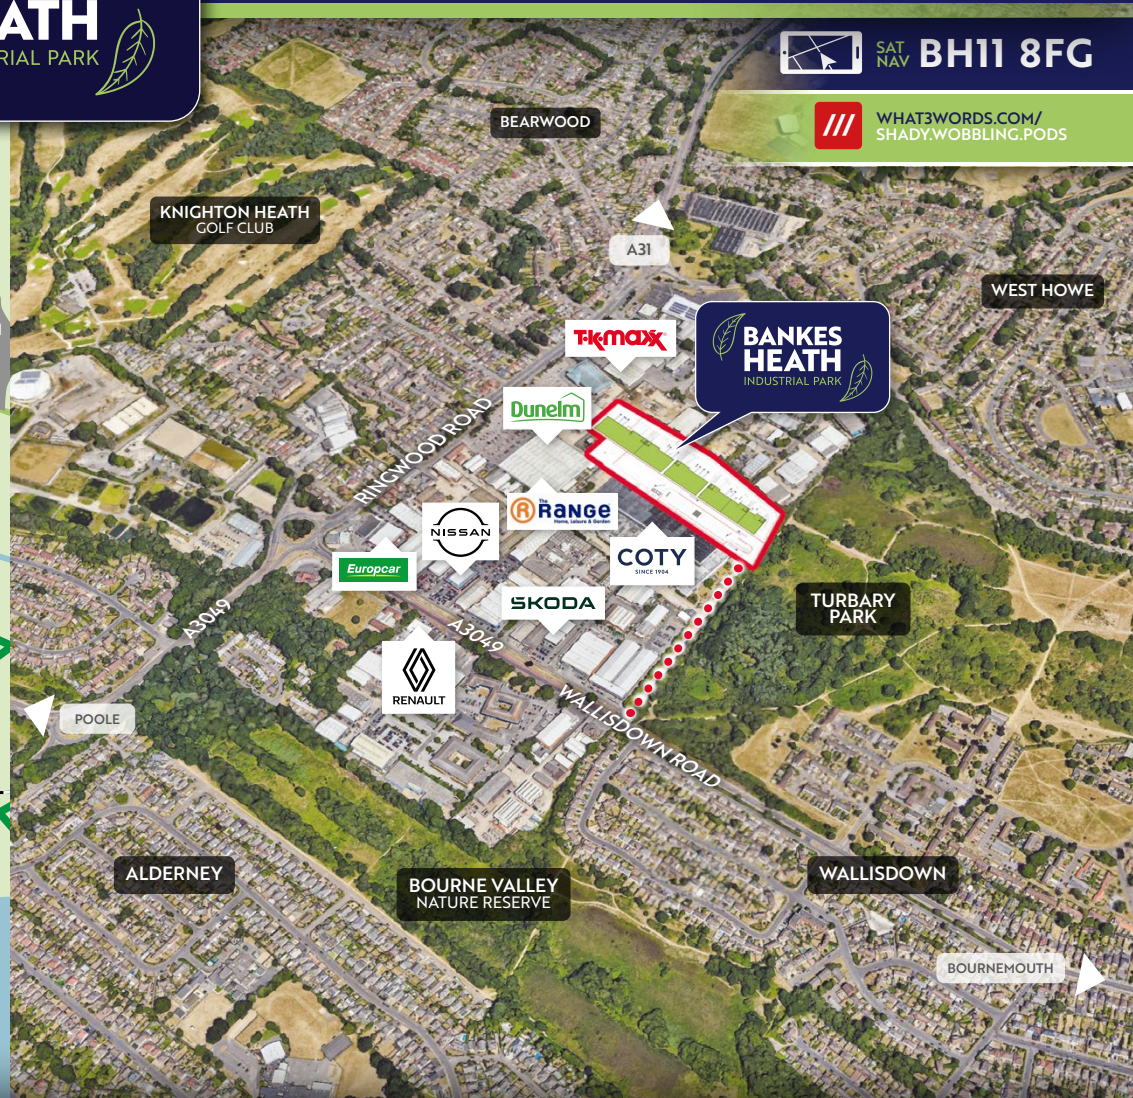 ATH
RIAL PARK
SAT
NAV
BH11 8FG
WHAT3WORDS.COM/
SHADY.WOBBLING.PODS
BEARWOOD
KNIGHTON HEATH
GOLF CLUB
A31
WEST HOWE
T·K·maxx
BANKES
HEATH
INDUSTRIAL PARK
Dunelm
RINGWOOD ROAD
The
Range
Home, Leisure & Garden
NISSAN
COTY
SINCE 1904
Europcar
ŠKODA
TURBARY
PARK
A3049
A3049
RENAULT
WALLISDOWN ROAD
POOLE
ALDERNEY
BOURNE VALLEY
NATURE RESERVE
WALLISDOWN
BOURNEMOUTH